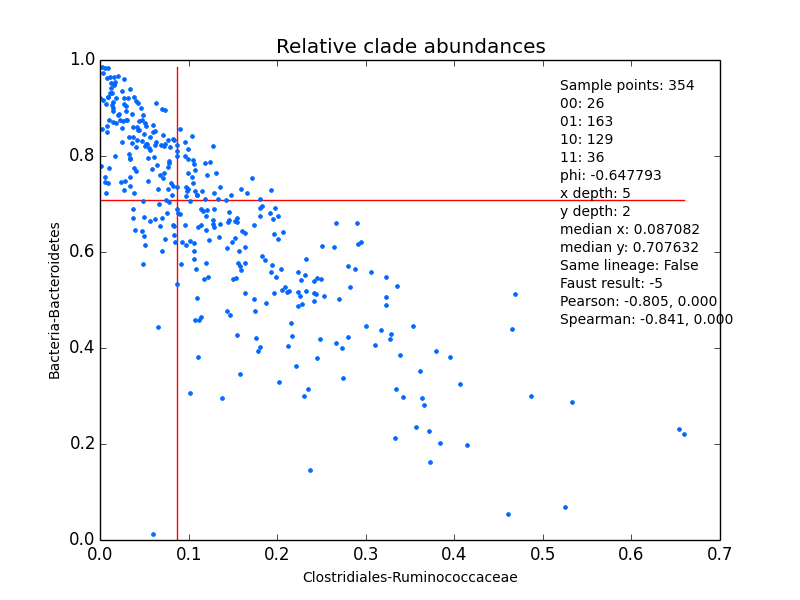 Relative clade abundances
1.0
0.8
0.6
0.4
0.2
0.0
Bacteria-Bacteroidetes
Sample points: 354
00: 26
01: 163
10: 129
11: 36
phi: -0.647793
x depth: 5
y depth: 2
median x: 0.087082
median y: 0.707632
Same lineage: False
Faust result: -5
Pearson: -0.805, 0.000
Spearman: -0.841, 0.000
0.0 0.1 0.2 0.3 0.4 0.5 0.6 0.7
Clostridiales-Ruminococcaceae